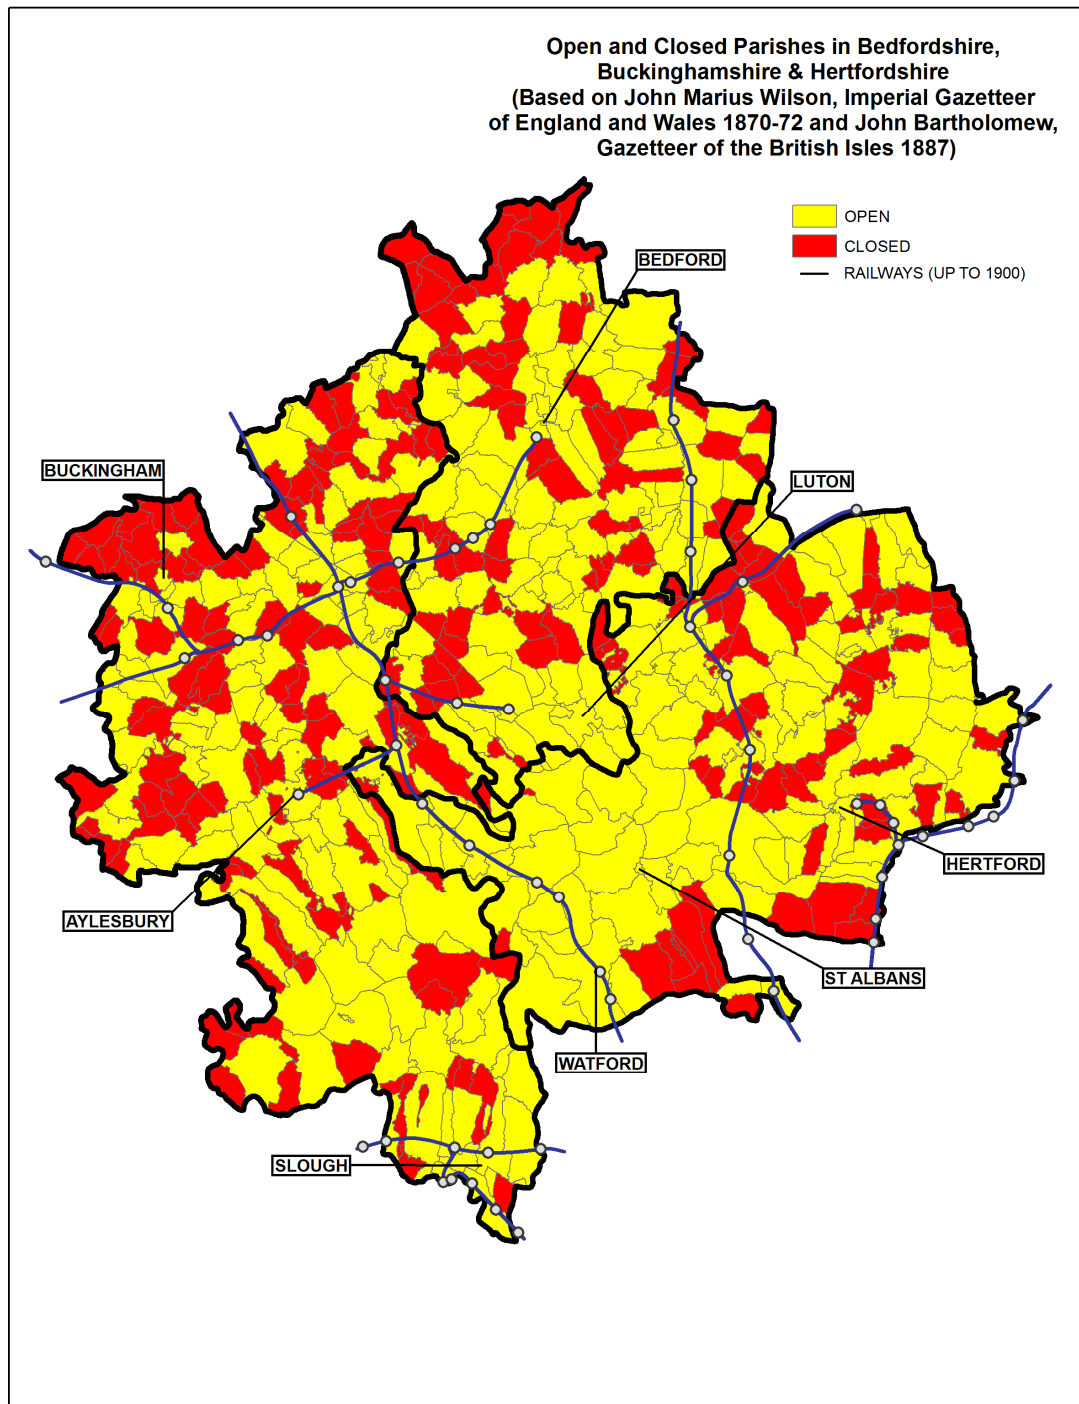 Open and Closed Parishes in Bedfordshire,
Buckinghamshire & Hertfordshire
(Based on John Marius Wilson, Imperial Gazetteer
of England and Wales 1870-72 and John Bartholomew,
Gazetteer of the British Isles 1887)
OPEN
CLOSED
RAILWAYS (UP TO 1900)
BEDFORD
BUCKINGHAM
LUTON
HERTFORD
AYLESBURY
ST ALBANS
WATFORD
SLOUGH